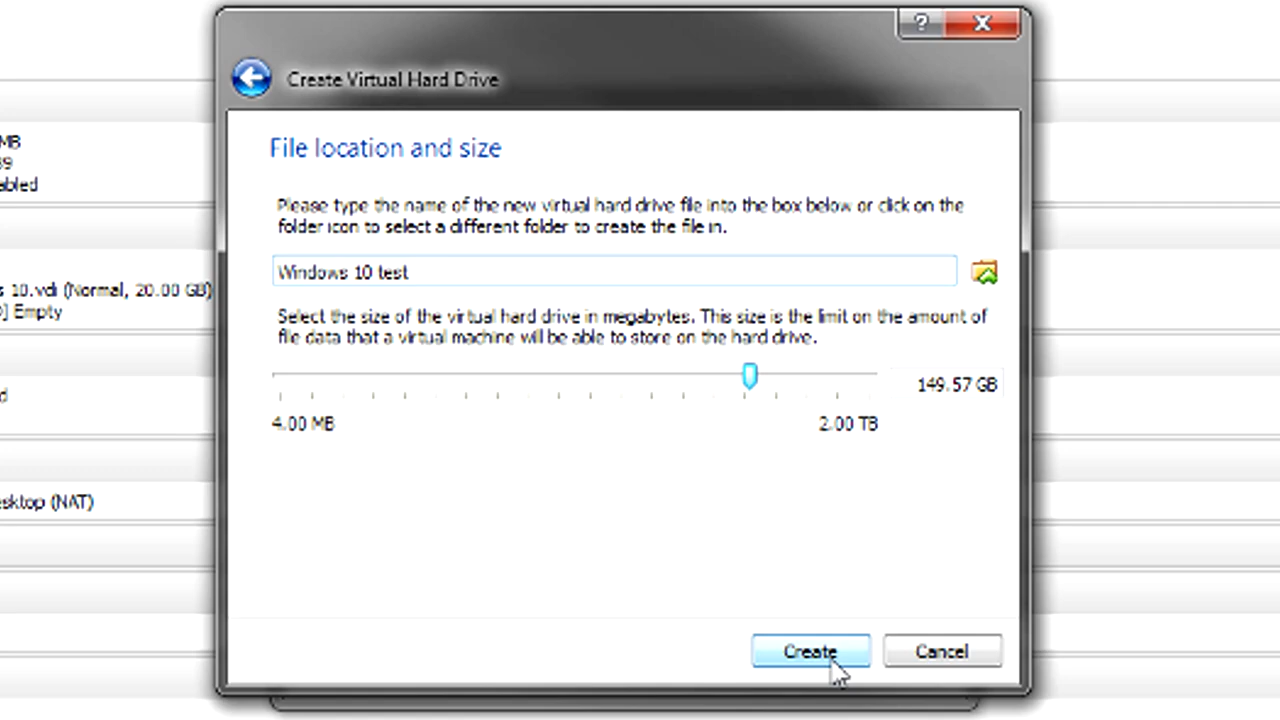 ?
X
Create Virtual Hard Drive
File location and size
MB
abled
Please type the name of the new virtual hard drive file into the box below or click on the
folder icon to select a different folder to create the file in.
Windows 10 test
s 10.vdi (Normal, 20.00 GB)
] Empty
Select the size of the virtual hard drive in megabytes. This size is the limit on the amount of
file data that a virtual machine will be able to store on the hard drive.
149.57 GB
d
4.00 MB
2.00 TB
esktop (NAT)
Create
Cancel